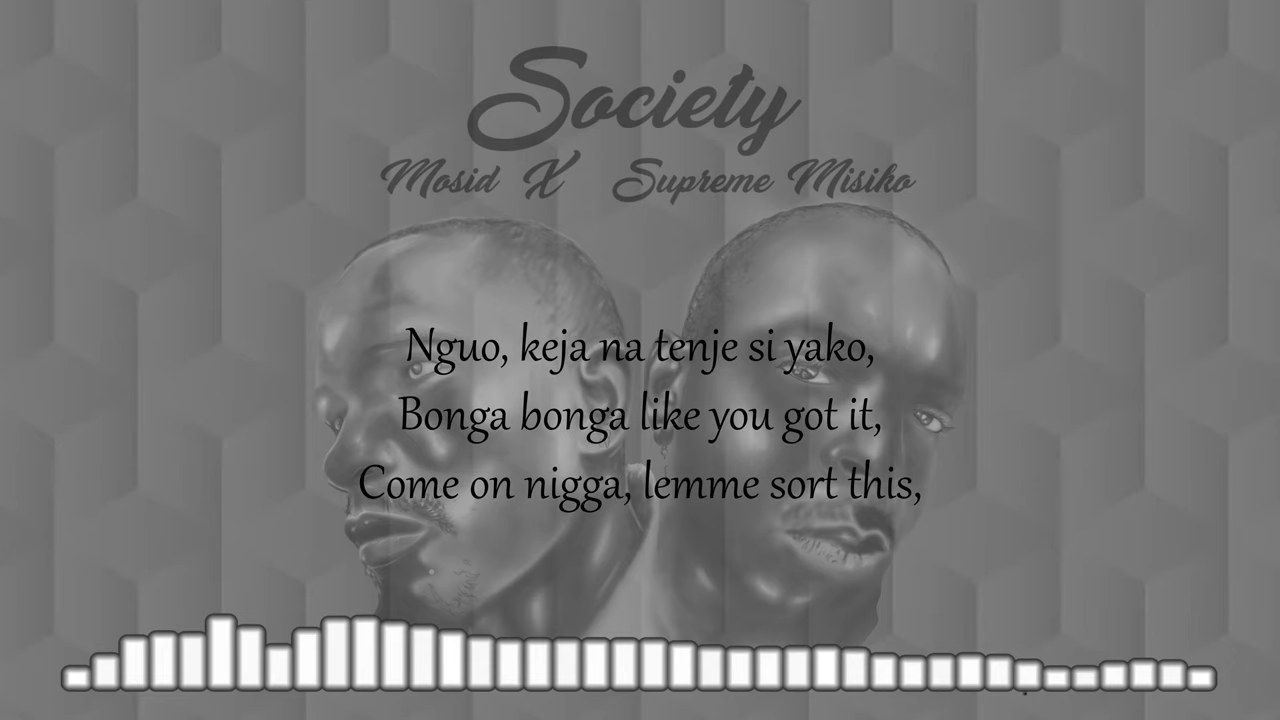 Society
Mosid X Supreme Misiko
Nguo, keja na tenje si yako,
Bonga bonga like you got it,
Come on nigga, lemme sort this,